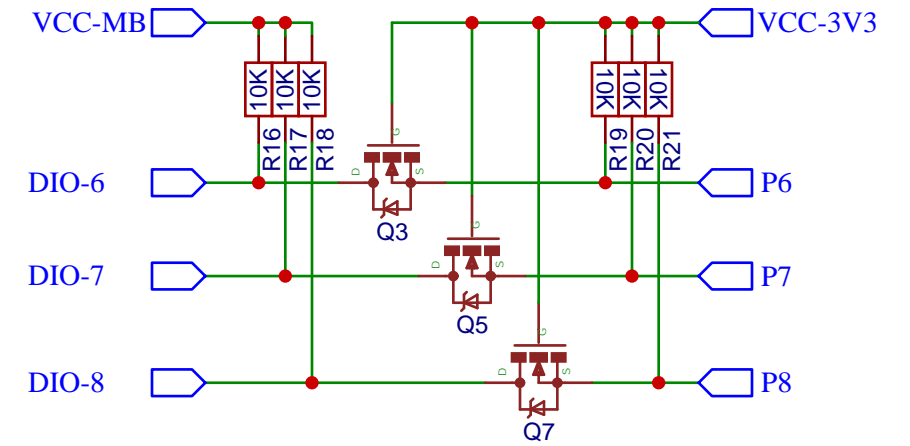 VCC-MB VCC-3V3
10K 10K 10K 10K 10K 10K
R16 R17 R18 R19 R20 R21
G
DIO-6 D S P6
Q3
G
DIO-7 D S P7
Q5
G
DIO-8 D S P8
Q7